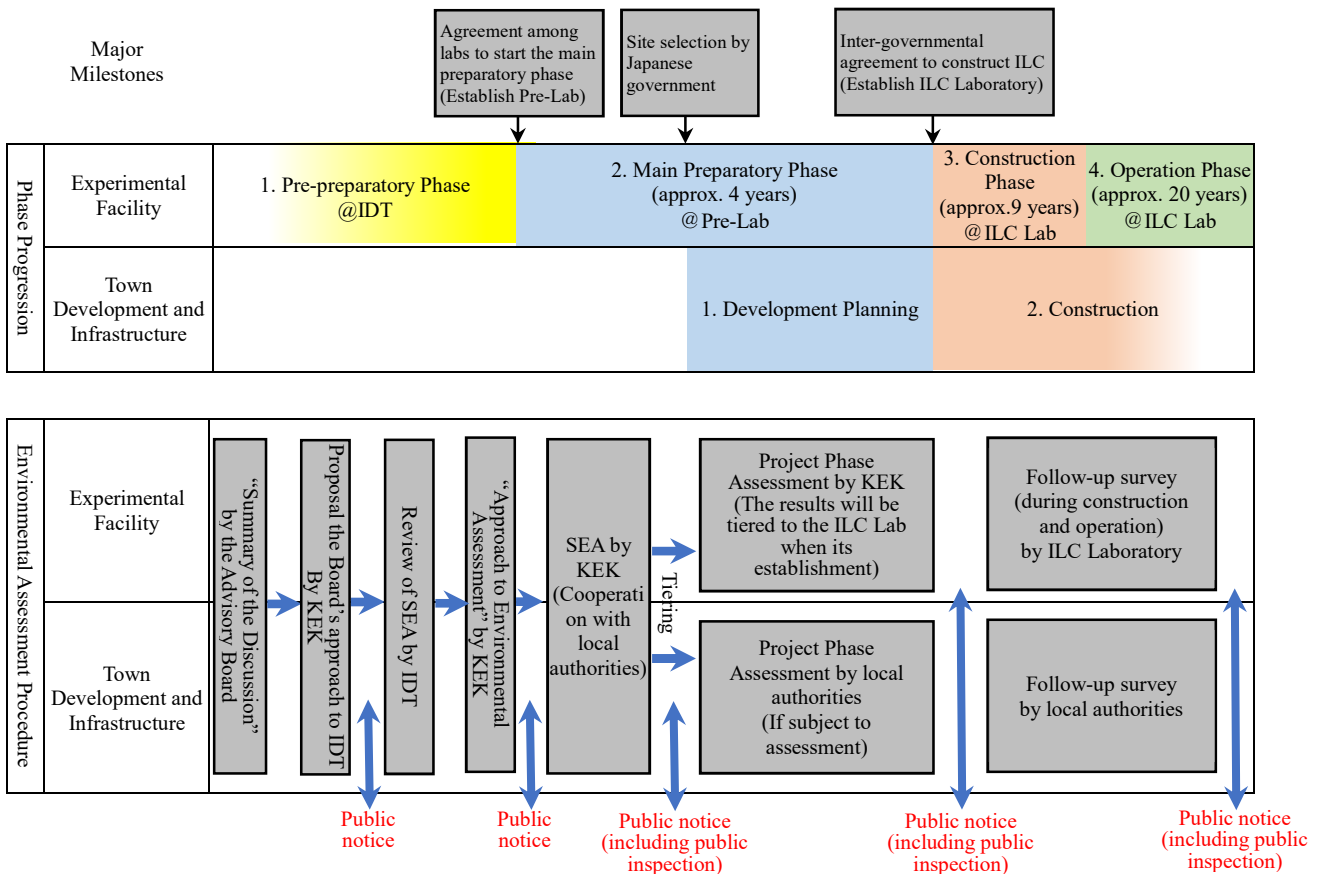 Major
Milestones
Agreement among
labs to start the main
preparatory phase
(Establish Pre-Lab)
Site selection by
Japanese
government
Inter-governmental
agreement to construct ILC
(Establish ILC Laboratory)
Phase Progression
Experimental
Facility
1. Pre-preparatory Phase
@IDT
2. Main Preparatory Phase
(approx. 4 years)
@Pre-Lab
3. Construction
Phase
(approx.9 years)
@ILC Lab
4. Operation Phase
(approx. 20 years)
@ILC Lab
Town
Development and
Infrastructure
1. Development Planning
2. Construction
Environmental Assessment Procedure
Experimental
Facility
Town
Development and
Infrastructure
“Summary of the Discussion”
by the Advisory Board
Proposal the Board’s approach to IDT
By KEK
Review of SEA by IDT
“Approach to Environmental
Assessment” by KEK
SEA by
KEK
(Cooperati
on with
local
authorities)
Tiering
Project Phase
Assessment by KEK
(The results will be
tiered to the ILC Lab
when its
establishment)
Project Phase
Assessment by local
authorities
(If subject to
assessment)
Follow-up survey
(during construction
and operation)
by ILC Laboratory
Follow-up survey
by local authorities
Public
notice
Public
notice
Public notice
(including public
inspection)
Public notice
(including public
inspection)
Public notice
(including public
inspection)